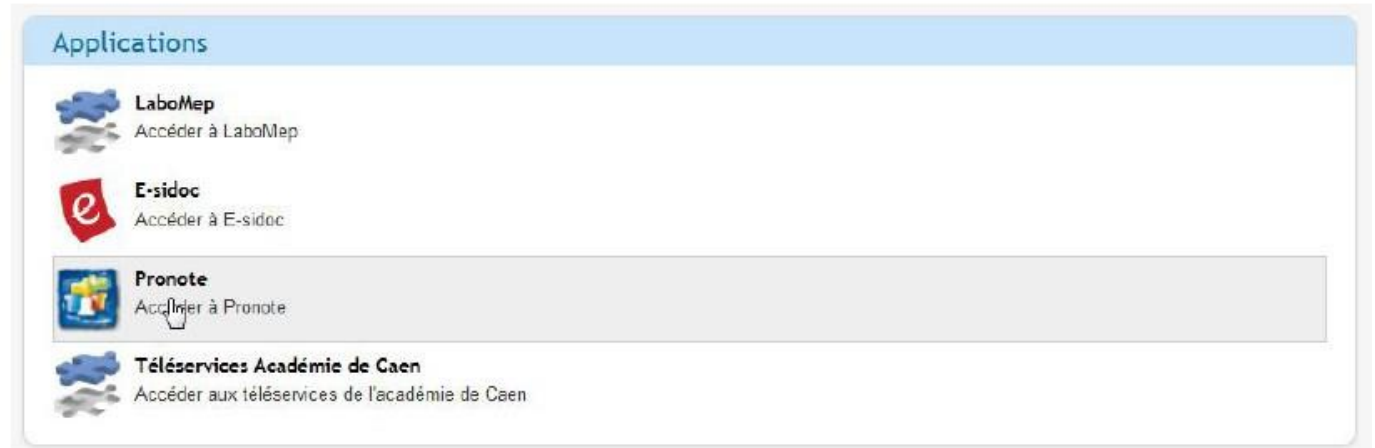 Applications
LaboMep
Accéder à LaboMep
E-sidoc
Accéder à E-sidoc
Pronote
à Pronote
Téléservices Académie de Caen
Accéder aux téléservices de l'académie de Caen